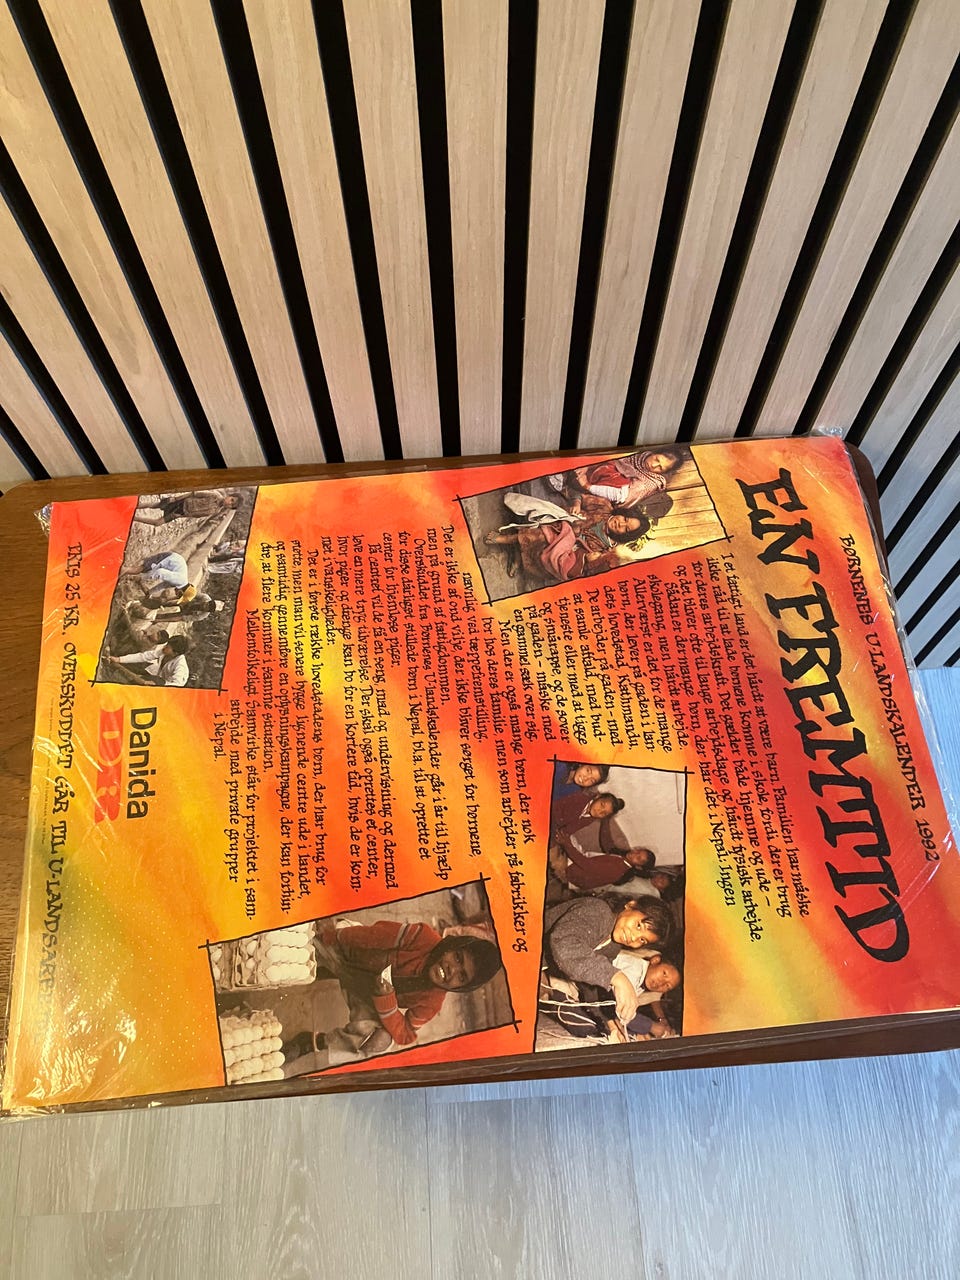 BØRNENES U-LANDSKALENDER 1992
EN FREMTID
I et fattigt land er det hårdt at være barn. Familien har måske
ikke råd til at lade børnene komme i skole, fordi der er brug
for deres arbejdskraft. Det gælder både hjemme og ude –
og det bliver ofte til lange arbejdsdage og hårdt fysisk arbejde.
Sådan er der mange børn, der har det i Nepal. Ingen
skolegang, men hårdt arbejde.
Allerværst er det for de mange
børn, der lever på gaden i lan-
dets hovedstad, Kathmandu.
De arbejder på gaden – med
at samle affald, med bud-
tjeneste eller med at tigge
og småtrapse, og de sover
på gaden – måske med
en gammel sæk over sig.
Men der er også mange børn, der nok
bor hos deres familie, men som arbejder på fabrikker og
navnlig ved tæppefremstilling.
Det er ikke af ond vilje, der ikke bliver sørget for børnene,
men på grund af fattigdommen.
Overskuddet fra Børnenes U-landskalender går i år til hjælp
for disse dårligst stillede børn i Nepal, bl.a. til at oprette et
center for hjemløse piger.
På centret vil de få en seng, mad, og undervisning og dermed
leve en mere tryg tilværelse. Der skal også oprettes et center,
hvor piger og drenge kan bo for en kortere tid, hvis de er kom-
met i vanskeligheder.
Det er i første række hovedstadens børn, der har brug for
støtte, men man vil senere bygge lignende centre ude i landet,
og samtidig gennemføre en oplysningskampagne, der kan forhin-
dre, at flere kommer i samme situation.
Mellemfolkeligt Samvirke står for projektet i sam-
arbejde med private grupper
i Nepal.
Danida
DR
PRIS 25 KR. OVERSKUDDET GÅR TIL U-LANDSARBE